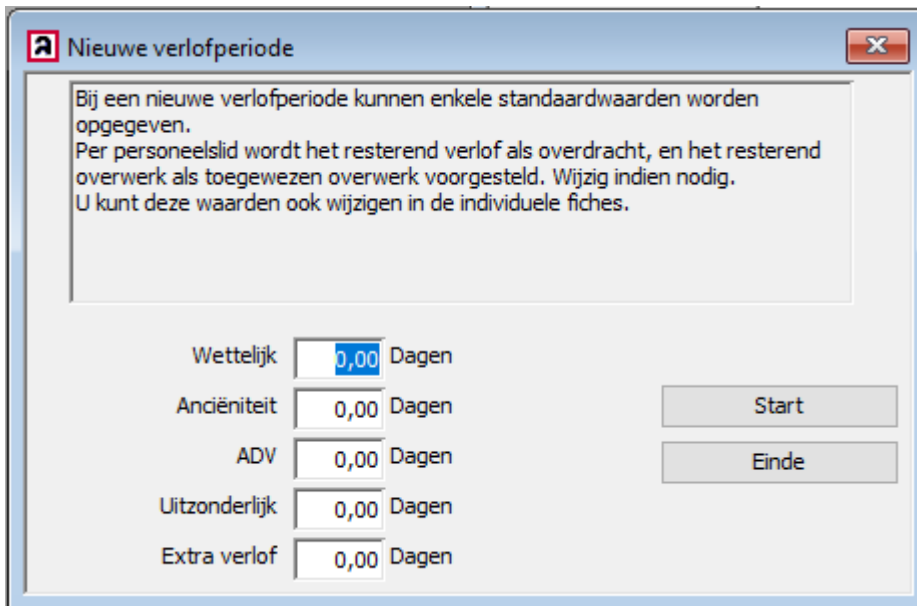 Nieuwe verlofperiode
Bij een nieuwe verlofperiode kunnen enkele standaardwaarden worden
opgegeven.
Per personeelslid wordt het resterend verlof als overdracht, en het resterend
overwerk als toegewezen overwerk voorgesteld. Wijzig indien nodig.
U kunt deze waarden ook wijzigen in de individuele fiches.
Wettelijk 0,00 Dagen
Anciëniteit 0,00 Dagen
Start
ADV 0,00 Dagen
Einde
Uitzonderlijk 0,00 Dagen
Extra verlof 0,00 Dagen